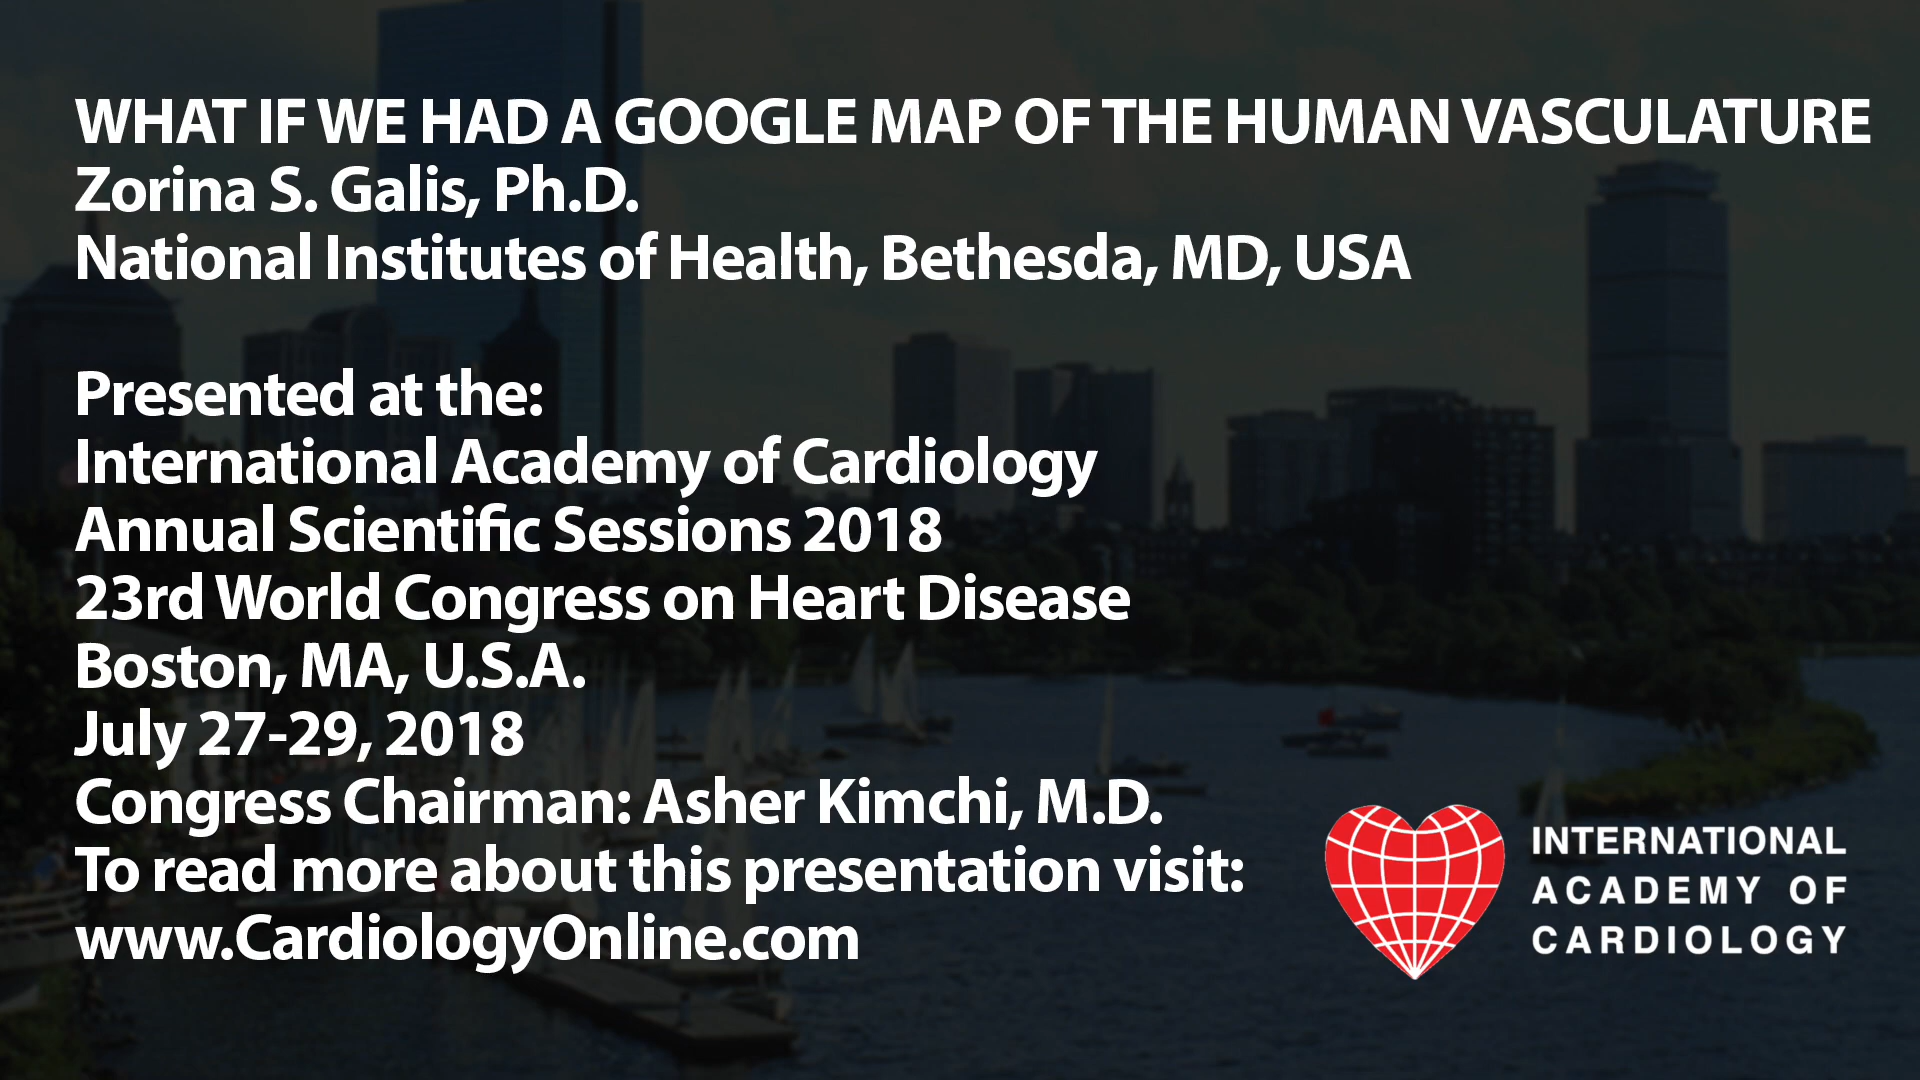 WHAT IF WE HAD A GOOGLE MAP OF THE HUMAN VASCULATURE
Zorina S. Galis, Ph.D.
National Institutes of Health, Bethesda, MD, USA
Presented at the:
International Academy of Cardiology
Annual Scientific Sessions 2018
23rd World Congress on Heart Disease
Boston, MA, U.S.A.
July 27-29, 2018
Congress Chairman: Asher Kimchi, M.D.
To read more about this presentation visit:
www.CardiologyOnline.com
INTERNATIONAL
ACADEMY OF
CARDIOLOGY